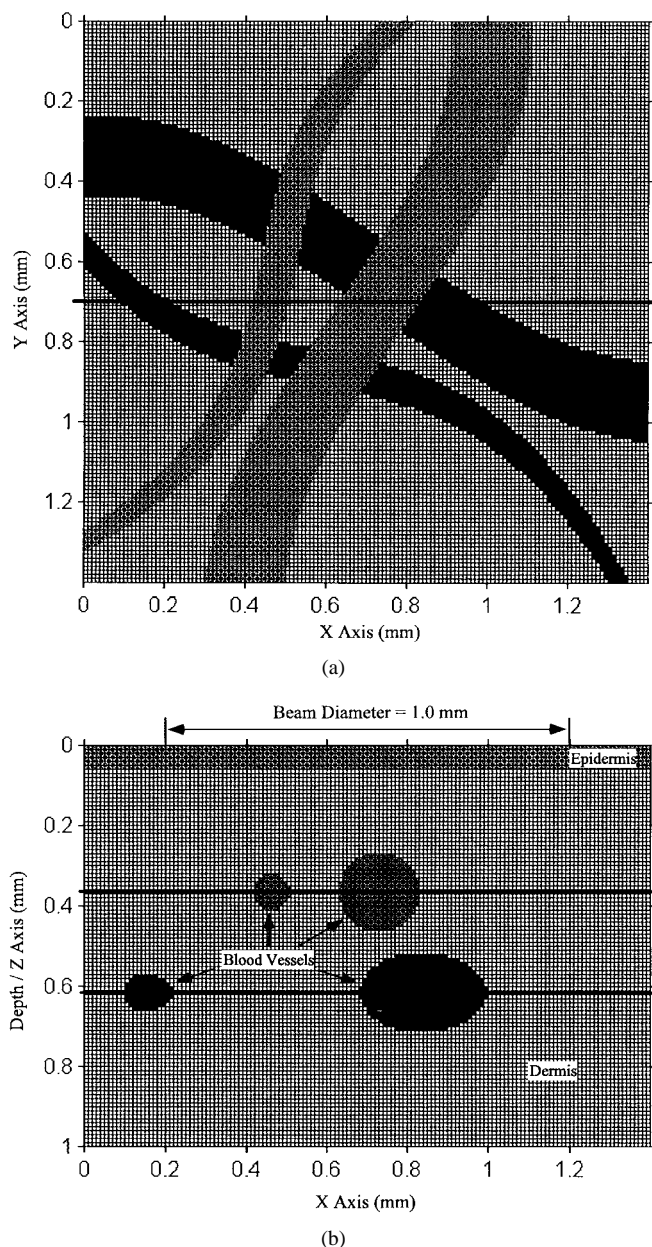 0
0.2
0.4
0.6
0.8
1
1.2
Y Axis (mm)
0 0.2 0.4 0.6 0.8 1 1.2
X Axis (mm)
(a)
Beam Diameter = 1.0 mm
0
0.2
0.4
0.6
0.8
1
Depth / Z Axis (mm)
Epidermis
Blood Vessels
Dermis
0 0.2 0.4 0.6 0.8 1 1.2
X Axis (mm)
(b)